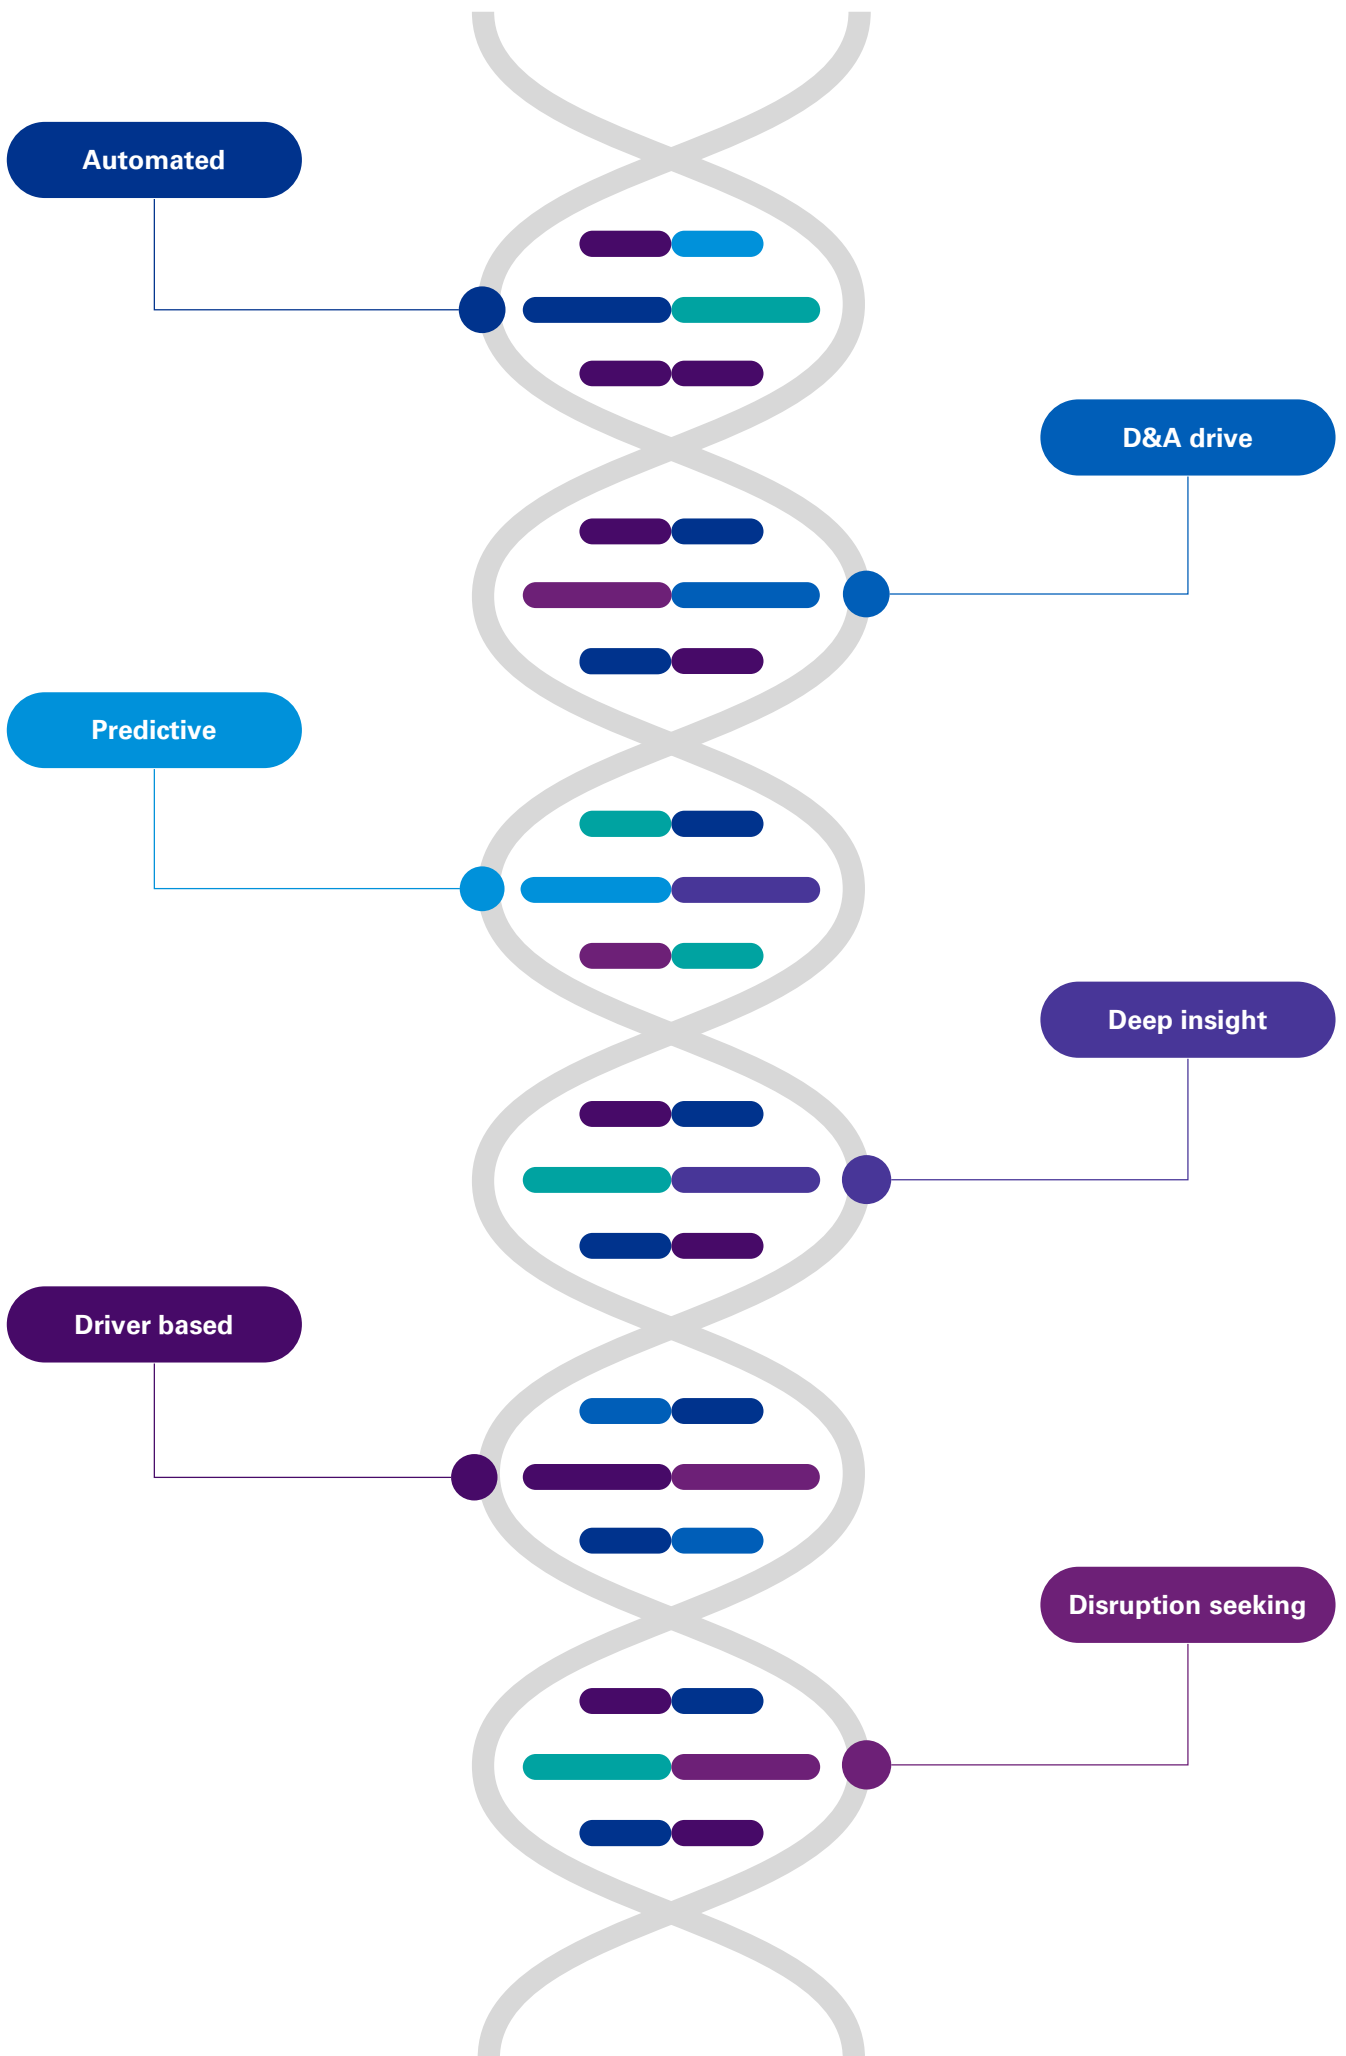 Automated
D&A drive
Predictive
Deep insight
Driver based
Disruption seeking